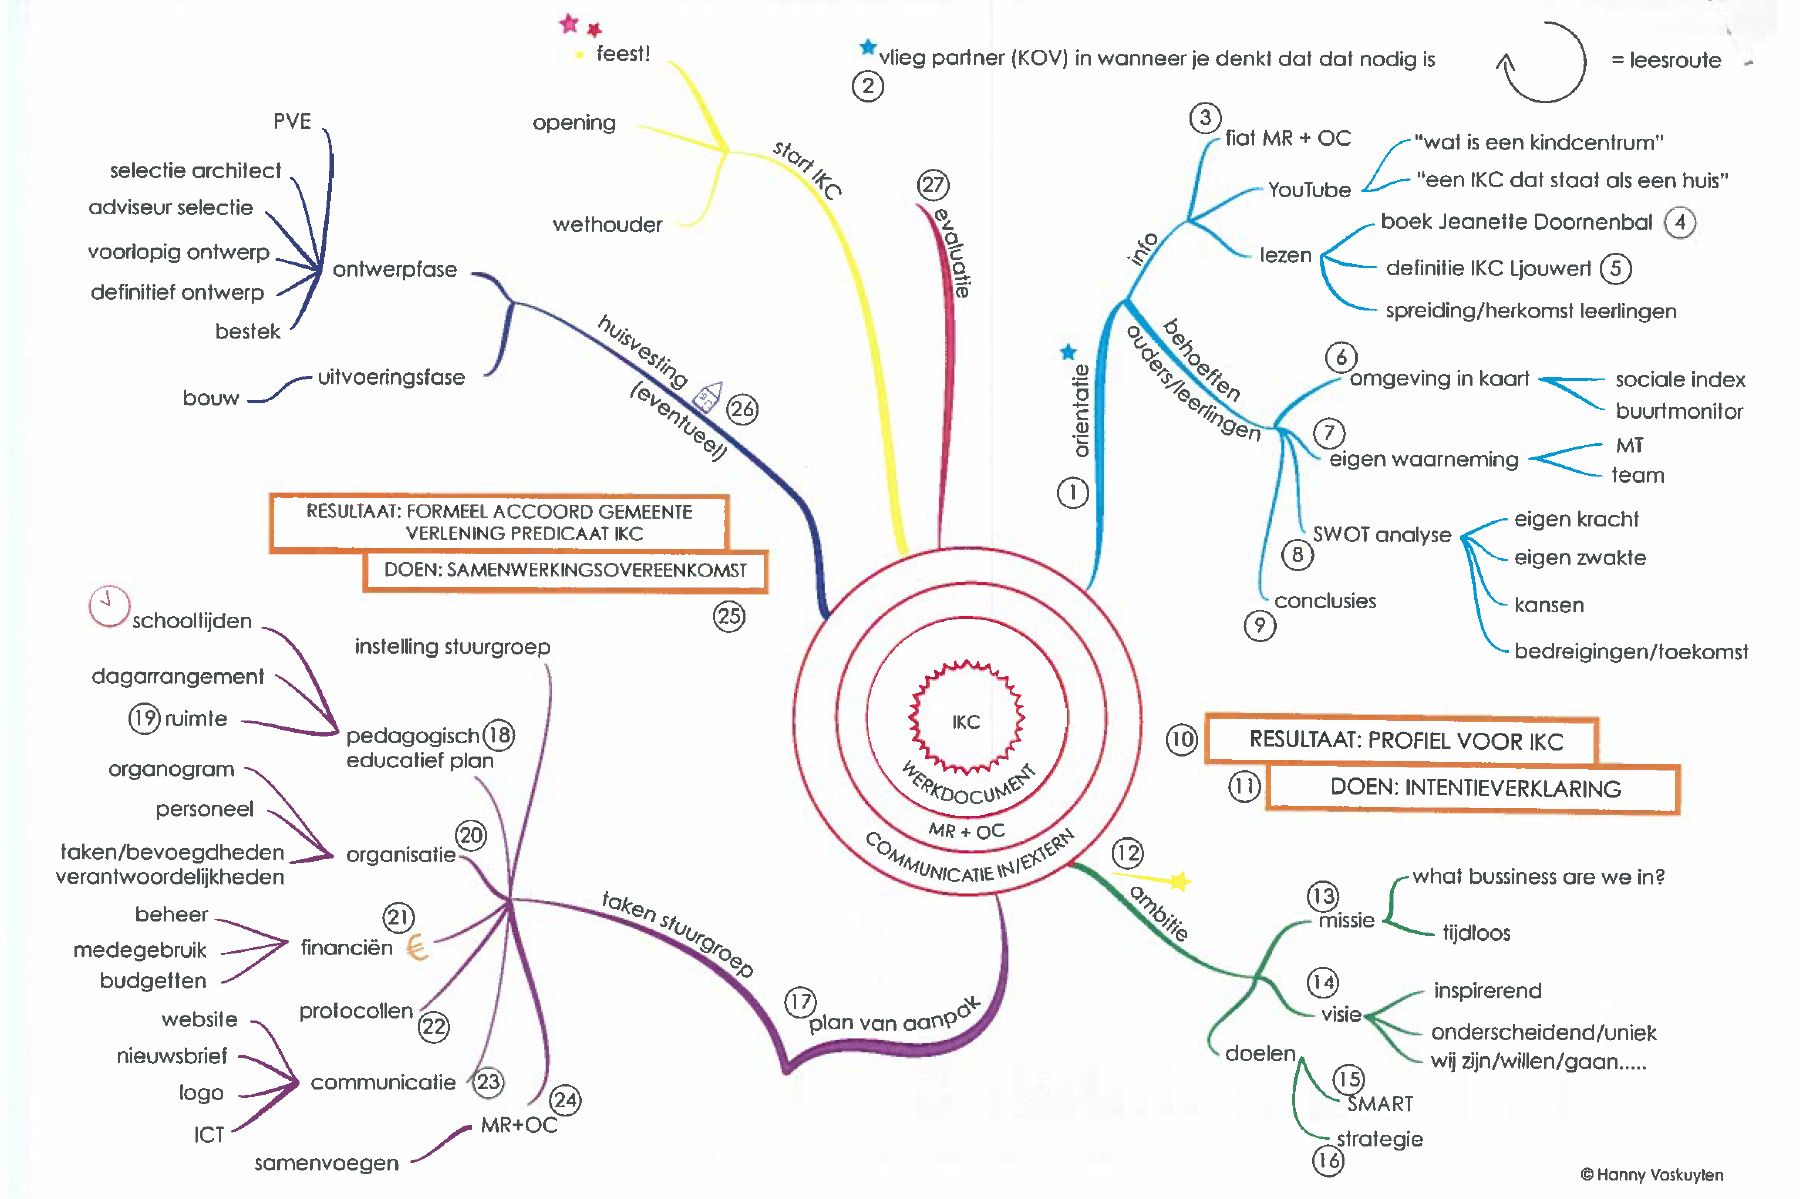 vlieg partner (KOV) in wanneer je denkt dat dat nodig is
2
= leesroute
1
orientatie
info
3
fiat MR + OC
YouTube
"wat is een kindcentrum"
"een IKC dat staat als een huis"
lezen
boek Jeanette Doornenbal 4
definitie IKC Ljouwert 5
spreiding/herkomst leerlingen
behoeften
ouders/leerlingen
6
omgeving in kaart
sociale index
buurtmonitor
7
eigen waarneming
MT
team
8
SWOT analyse
eigen kracht
eigen zwakte
kansen
bedreigingen/toekomst
9
conclusies
10
RESULTAAT: PROFIEL VOOR IKC
11
DOEN: INTENTIEVERKLARING
12
ambitie
13
missie
what bussiness are we in?
tijdloos
14
visie
inspirerend
onderscheidend/uniek
wij zijn/willen/gaan.....
doelen
15
SMART
strategie
16
17
plan van aanpak
taken stuurgroep
instelling stuurgroep
pedagogisch 18
educatief plan
schooltijden
dagarrangement
19 ruimte
20
organisatie
organogram
personeel
taken/bevoegdheden
verantwoordelijkheden
21
financiën €
beheer
medegebruik
budgetten
protocollen
22
communicatie 23
website
nieuwsbrief
logo
ICT
24
MR+OC
samenvoegen
25
RESULTAAT: FORMEEL ACCOORD GEMEENTE
VERLENING PREDICAAT IKC
DOEN: SAMENWERKINGSOVEREENKOMST
huisvesting
(eventueel)
26
ontwerpfase
PVE
selectie architect
adviseur selectie
voorlopig ontwerp
definitief ontwerp
bestek
uitvoeringsfase
bouw
start IKC
feest!
opening
wethouder
27
evaluatie
IKC
WERKDOCUMENT
MR + OC
COMMUNICATIE IN/EXTERN
© Hanny Vaskuylen